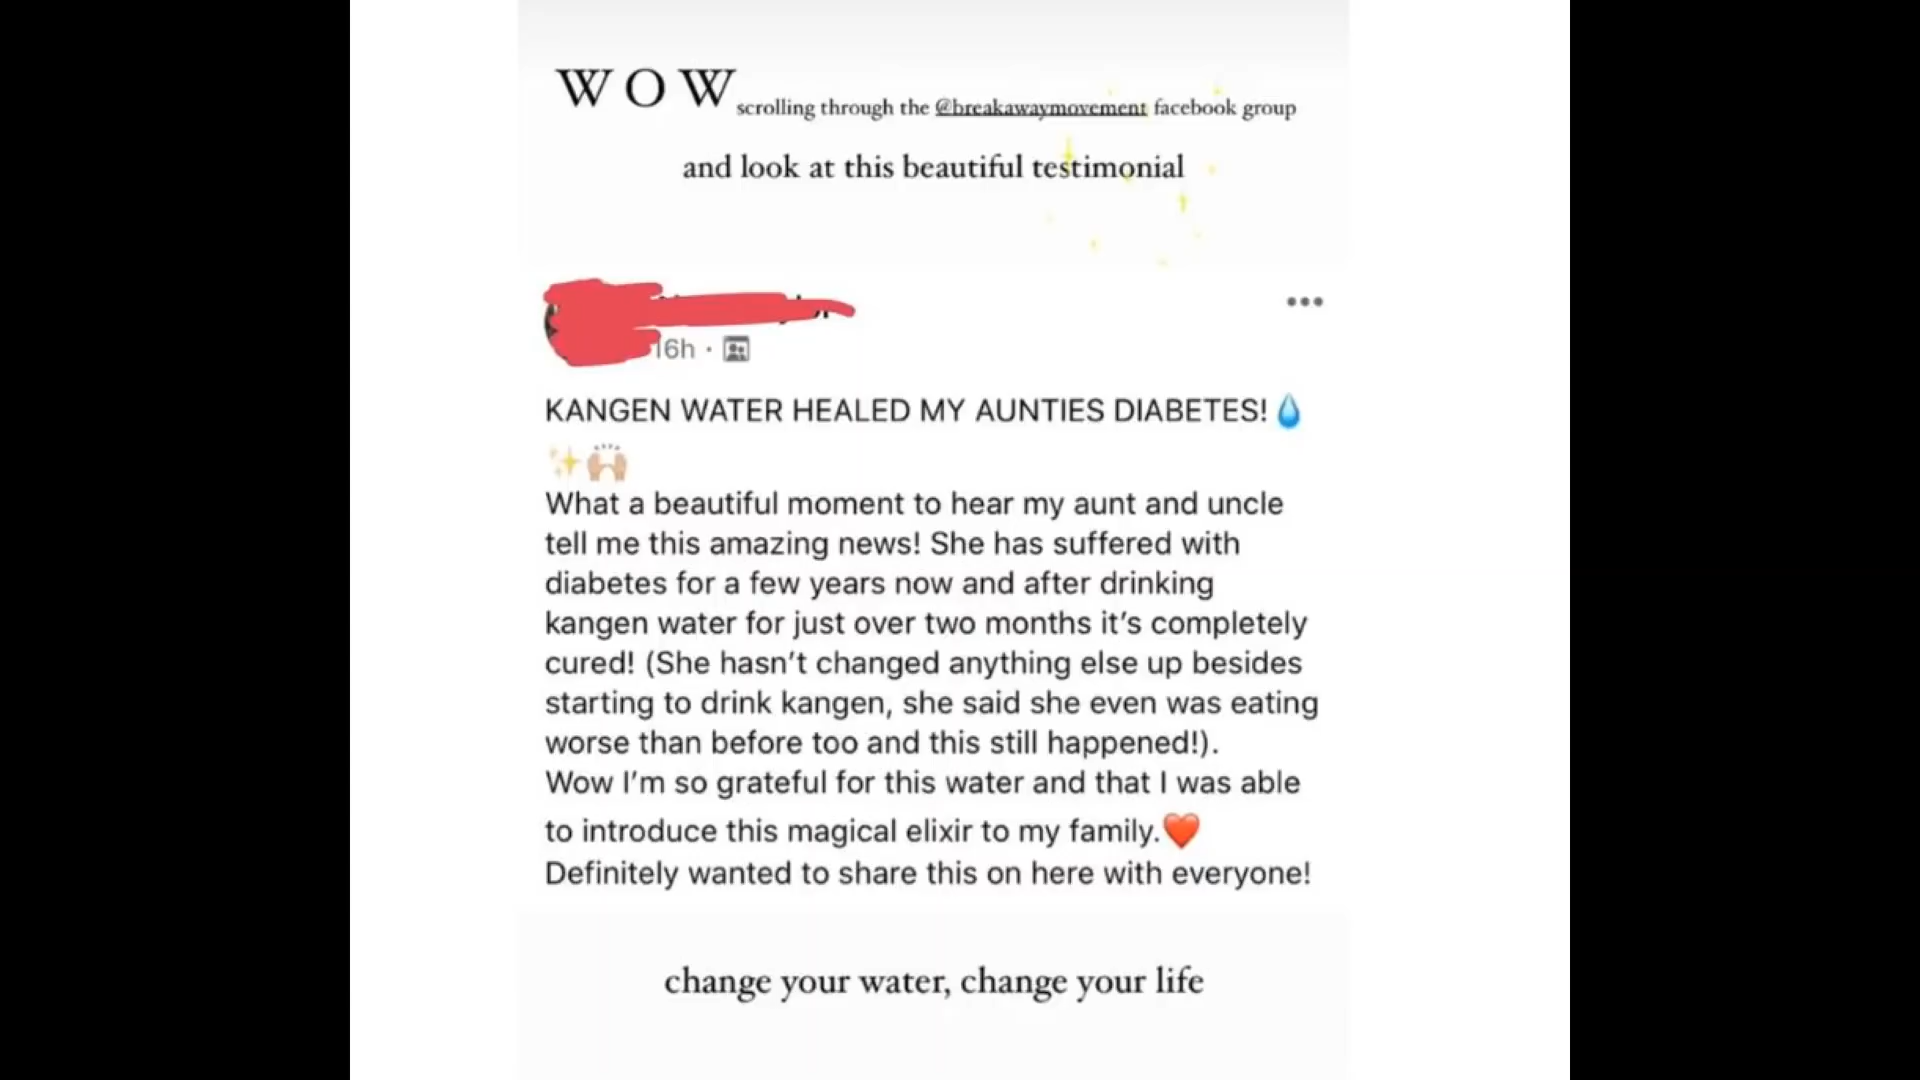 WOW scrolling through the @breakawaymovement facebook group
and look at this beautiful testimonial
16h ·
KANGEN WATER HEALED MY AUNTIES DIABETES!💧
✨🙌🏼
What a beautiful moment to hear my aunt and uncle
tell me this amazing news! She has suffered with
diabetes for a few years now and after drinking
kangen water for just over two months it’s completely
cured! (She hasn’t changed anything else up besides
starting to drink kangen, she said she even was eating
worse than before too and this still happened!).
Wow I’m so grateful for this water and that I was able
to introduce this magical elixir to my family.❤️
Definitely wanted to share this on here with everyone!
change your water, change your life